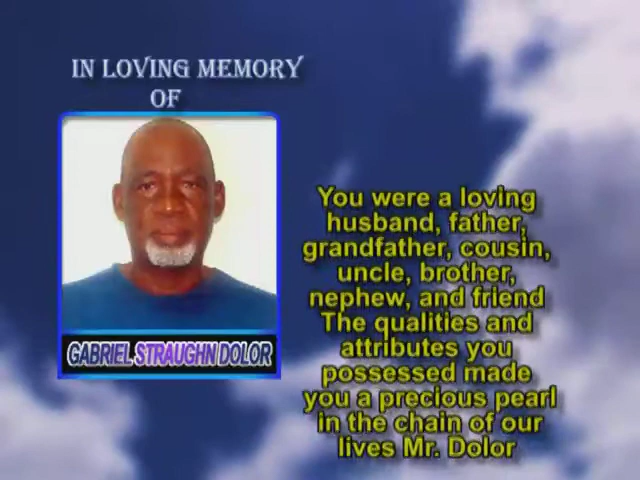 IN LOVING MEMORY
OF
GABRIEL STRAUGHN DOLOR
You were a loving
husband, father,
grandfather, cousin,
uncle, brother,
nephew, and friend
The qualities and
attributes you
possessed made
you a precious pearl
in the chain of our
lives Mr. Dolor